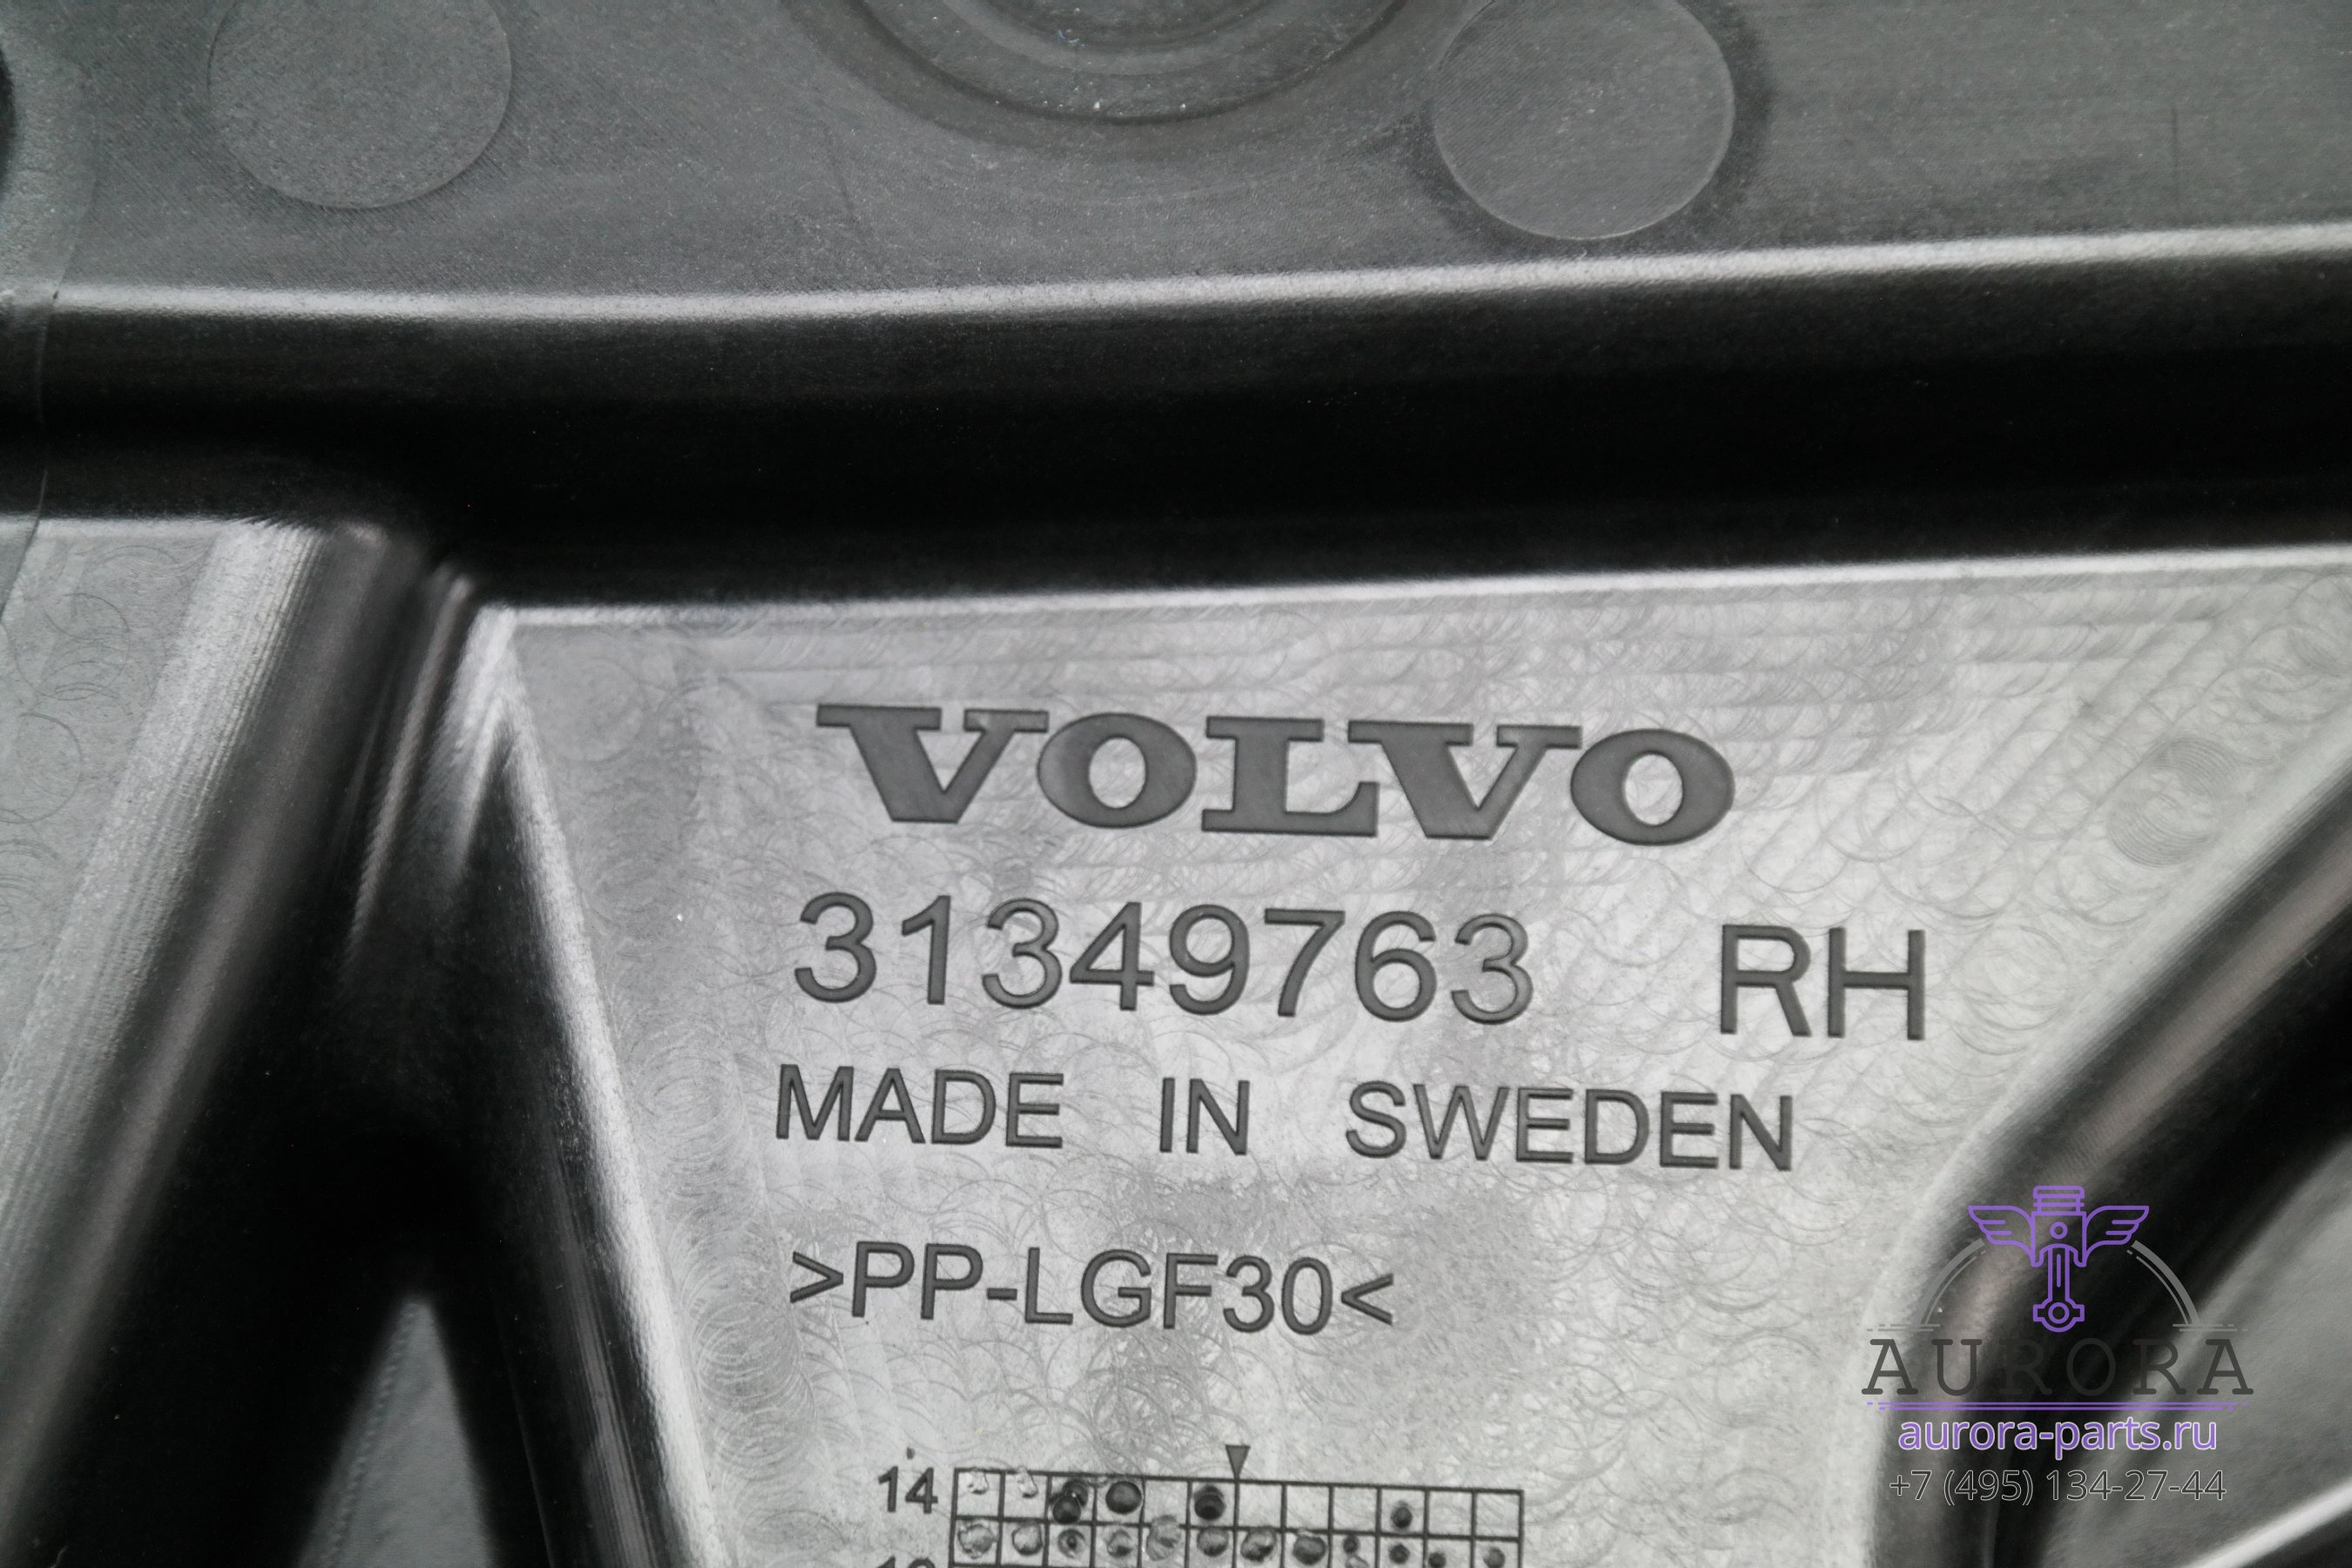 VOLVO
31349763 RH
MADE IN SWEDEN
>PP-LGF30<
14
AURORA
aurora-parts.ru
+7 (495) 134-27-44